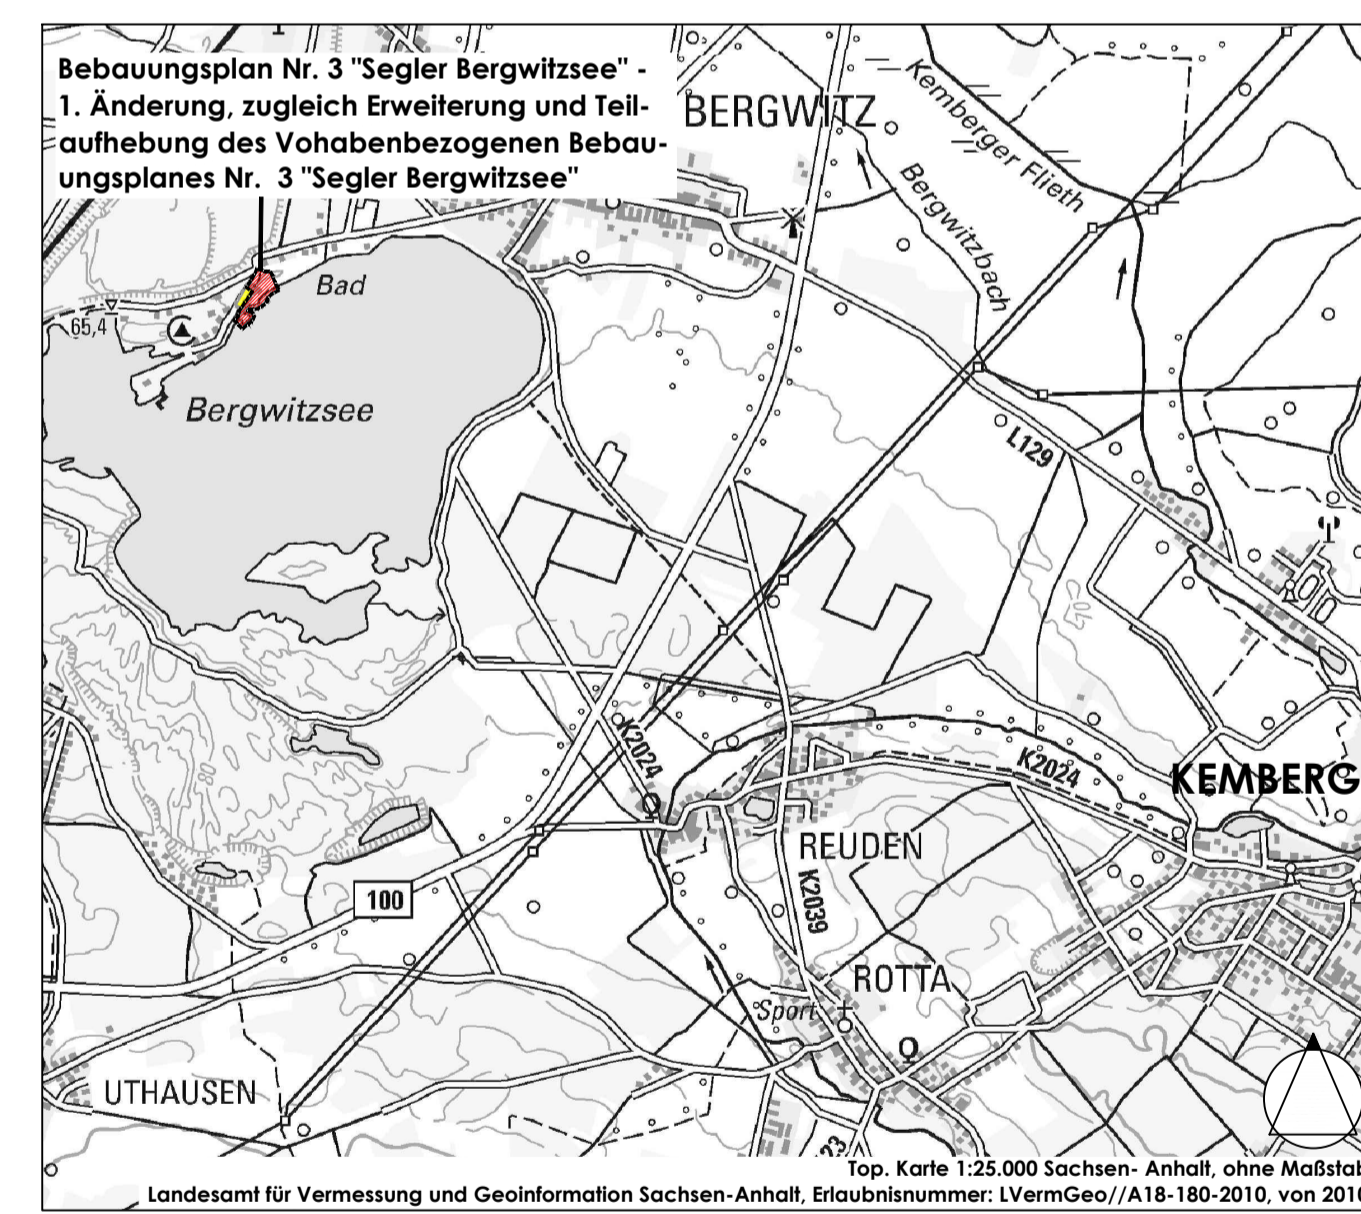 Bebauungsplan Nr. 3 "Segler Bergwitzsee" -
1. Änderung, zugleich Erweiterung und Teil-
aufhebung des Vohabenbezogenen Bebau-
ungsplanes Nr. 3 "Segler Bergwitzsee"
BERGWITZ
Kemberger Flieth
Bergwitzbach
Bad
65,4
Bergwitzsee
L129
K2024
K2024
KEMBERG
REUDEN
K2039
100
80
ROTTA
Sport
UTHAUSEN
23
Top. Karte 1:25.000 Sachsen- Anhalt, ohne Maßstab
Landesamt für Vermessung und Geoinformation Sachsen-Anhalt, Erlaubnisnummer: LVermGeo//A18-180-2010, von 2010